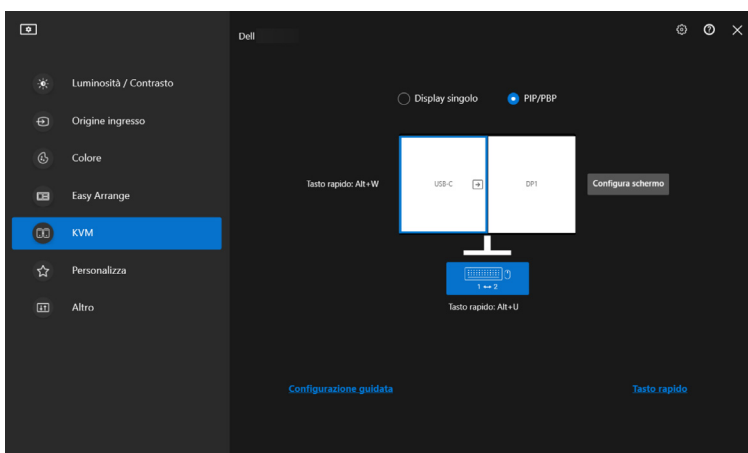 Dell
Luminosità / Contrasto
Origine ingresso
Colore
Easy Arrange
KVM
Personalizza
Altro
Display singolo
PIP/PBP
Tasto rapido: Alt+W
USB-C
DP1
Configura schermo
1 ↔ 2
Tasto rapido: Alt+U
Configurazione guidata
Tasto rapido